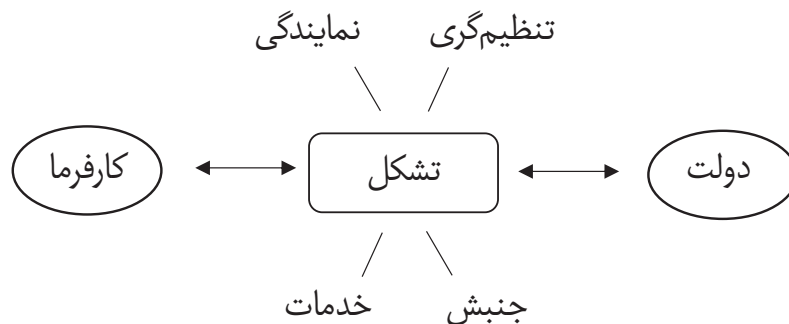 تنظیم‌گری
نمایندگی
دولت
تشکل
کارفرما
جنبش
خدمات